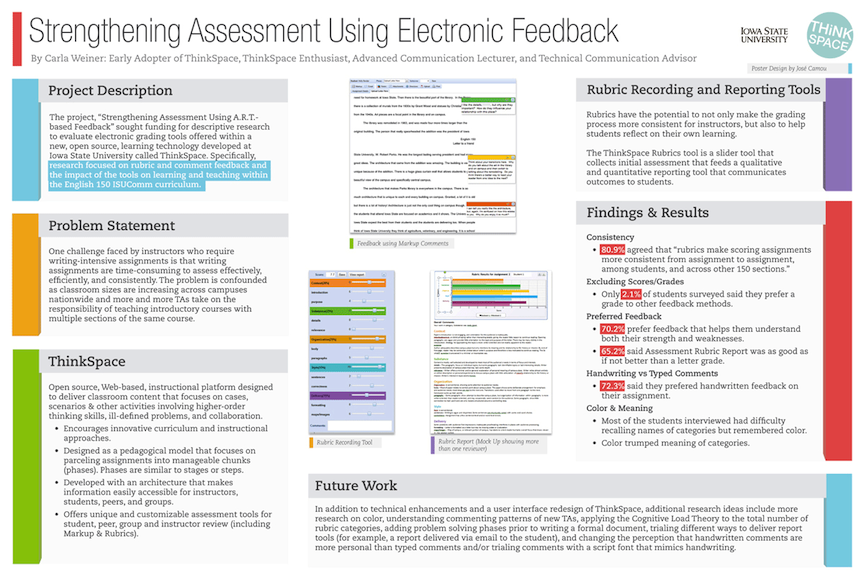 Strengthening Assessment Using Electronic Feedback
By Carla Weiner: Early Adopter of ThinkSpace, ThinkSpace Enthusiast, Advanced Communication Lecturer, and Technical Communication Advisor
IOWA STATE
UNIVERSITY
THINK
SPACE
Poster Design by José Camou
Project Description
The project, "Strengthening Assessment Using A.R.T.-
based Feedback" sought funding for descriptive research
to evaluate electronic grading tools offered within a
new, open source, learning technology developed at
Iowa State University called ThinkSpace. Specifically,
research focused on rubric and comment feedback and
the impact of the tools on learning and teaching within
the English 150 ISUComm curriculum.
Problem Statement
One challenge faced by instructors who require
writing-intensive assignments is that writing
assignments are time-consuming to assess effectively,
efficiently, and consistently. The problem is confounded
as classroom sizes are increasing across campuses
nationwide and more and more TAs take on the
responsibility of teaching introductory courses with
multiple sections of the same course.
ThinkSpace
Open source, Web-based, instructional platform designed
to deliver classroom content that focuses on cases,
scenarios & other activities involving higher-order
thinking skills, ill-defined problems, and collaboration.
• Encourages innovative curriculum and instructional
approaches.
• Designed as a pedagogical model that focuses on
parceling assignments into manageable chunks
(phases). Phases are similar to stages or steps.
• Developed with an architecture that makes
information easily accessible for instructors,
students, peers, and groups.
• Offers unique and customizable assessment tools for
student, peer, group and instructor review (including
Markup & Rubrics).
Feedback using Markup Comments
Rubric Recording Tool
Rubric Report (Mock Up showing more
than one reviewer)
Rubric Recording and Reporting Tools
Rubrics have the potential to not only make the grading
process more consistent for instructors, but also to help
students reflect on their own learning.
The ThinkSpace Rubrics tool is a slider tool that
collects initial assessment that feeds a qualitative
and quantitative reporting tool that communicates
outcomes to students.
Findings & Results
Consistency
• 80.9% agreed that "rubrics make scoring assignments
more consistent from assignment to assignment,
among students, and across other 150 sections."
Excluding Scores/Grades
• Only 2.1% of students surveyed said they prefer a
grade to other feedback methods.
Preferred Feedback
• 70.2% prefer feedback that helps them understand
both their strength and weaknesses.
• 65.2% said Assessment Rubric Report was as good as
if not better than a letter grade.
Handwriting vs Typed Comments
• 72.3% said they preferred handwritten feedback on
their assignment.
Color & Meaning
• Most of the students interviewed had difficulty
recalling names of categories but remembered color.
• Color trumped meaning of categories.
Future Work
In addition to technical enhancements and a user interface redesign of ThinkSpace, additional research ideas include more
research on color, understanding commenting patterns of new TAs, applying the Cognitive Load Theory to the total number of
rubric categories, adding problem solving phases prior to writing a formal document, trialing different ways to deliver report
tools (for example, a report delivered via email to the student), and changing the perception that handwritten comments are
more personal than typed comments and/or trialing comments with a script font that mimics handwriting.